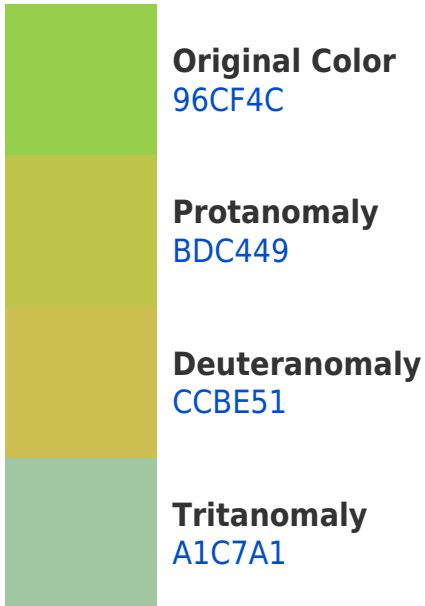 Original Color
96CF4C
Protanomaly
BDC449
Deuteranomaly
CCBE51
Tritanomaly
A1C7A1